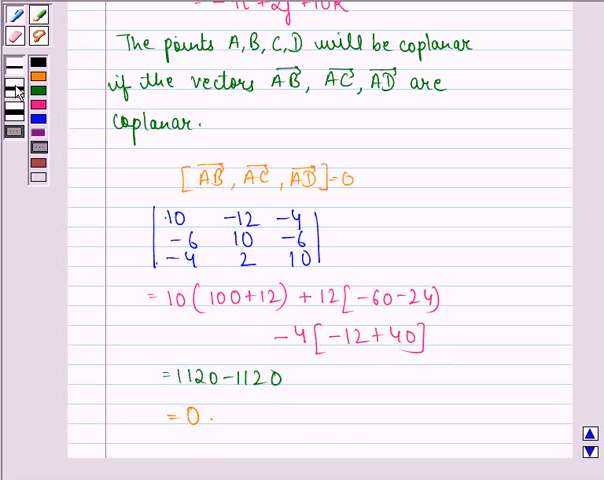 The points A, B, C, D will be coplanar
if the vectors AB, AC, AD are
coplanar.
[AB, AC, AD]=0
10 -12 -4
-6 10 -6
-4 2 10
= 10(100+12) + 12[-60-24)
-4[-12+40]
= 1120-1120
= 0.